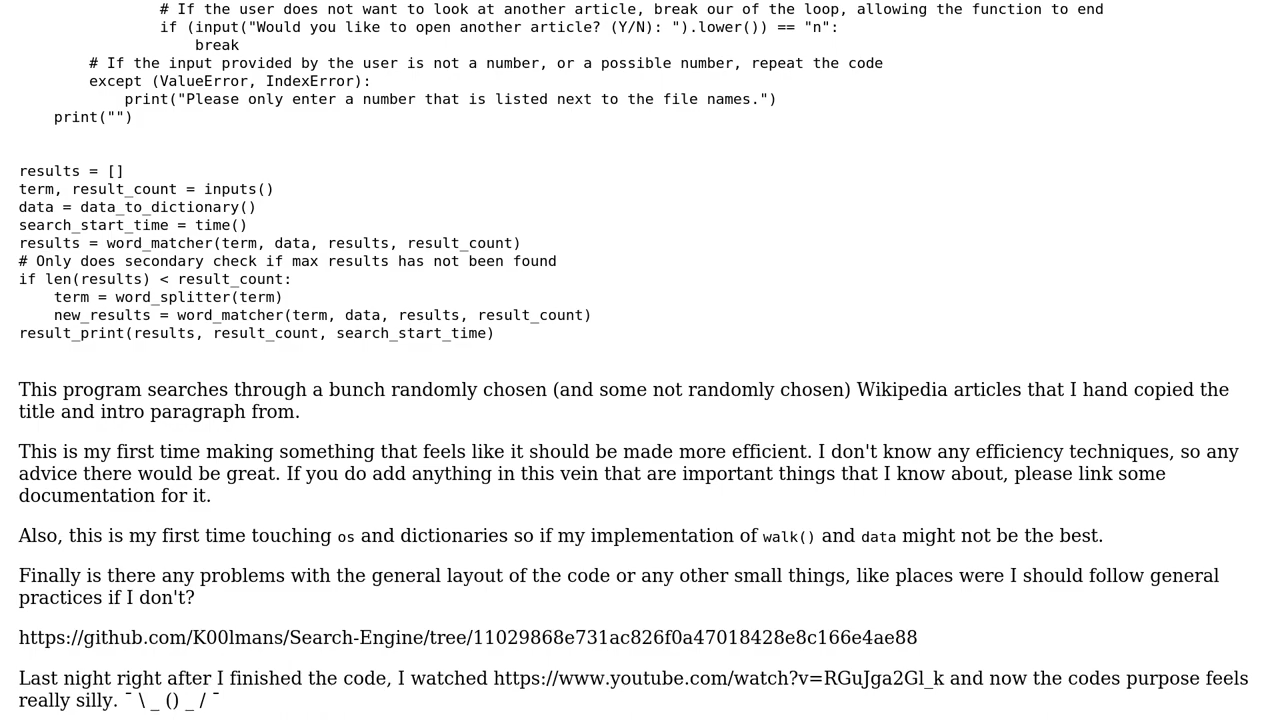 # If the user does not want to look at another article, break our of the loop, allowing the function to end
                if (input("Would you like to open another article? (Y/N): ").lower()) == "n":
                    break
        # If the input provided by the user is not a number, or a possible number, repeat the code
        except (ValueError, IndexError):
            print("Please only enter a number that is listed next to the file names.")
    print("")
results = []
term, result_count = inputs()
data = data_to_dictionary()
search_start_time = time()
results = word_matcher(term, data, results, result_count)
# Only does secondary check if max results has not been found
if len(results) < result_count:
    term = word_splitter(term)
    new_results = word_matcher(term, data, results, result_count)
result_print(results, result_count, search_start_time)
This program searches through a bunch randomly chosen (and some not randomly chosen) Wikipedia articles that I hand copied the
title and intro paragraph from.
This is my first time making something that feels like it should be made more efficient. I don't know any efficiency techniques, so any
advice there would be great. If you do add anything in this vein that are important things that I know about, please link some
documentation for it.
Also, this is my first time touching os and dictionaries so if my implementation of walk() and data might not be the best.
Finally is there any problems with the general layout of the code or any other small things, like places were I should follow general
practices if I don't?
https://github.com/K00lmans/Search-Engine/tree/11029868e731ac826f0a47018428e8c166e4ae88
Last night right after I finished the code, I watched https://www.youtube.com/watch?v=RGuJga2Gl_k and now the codes purpose feels
really silly. ¯ \ _ () _ / ¯